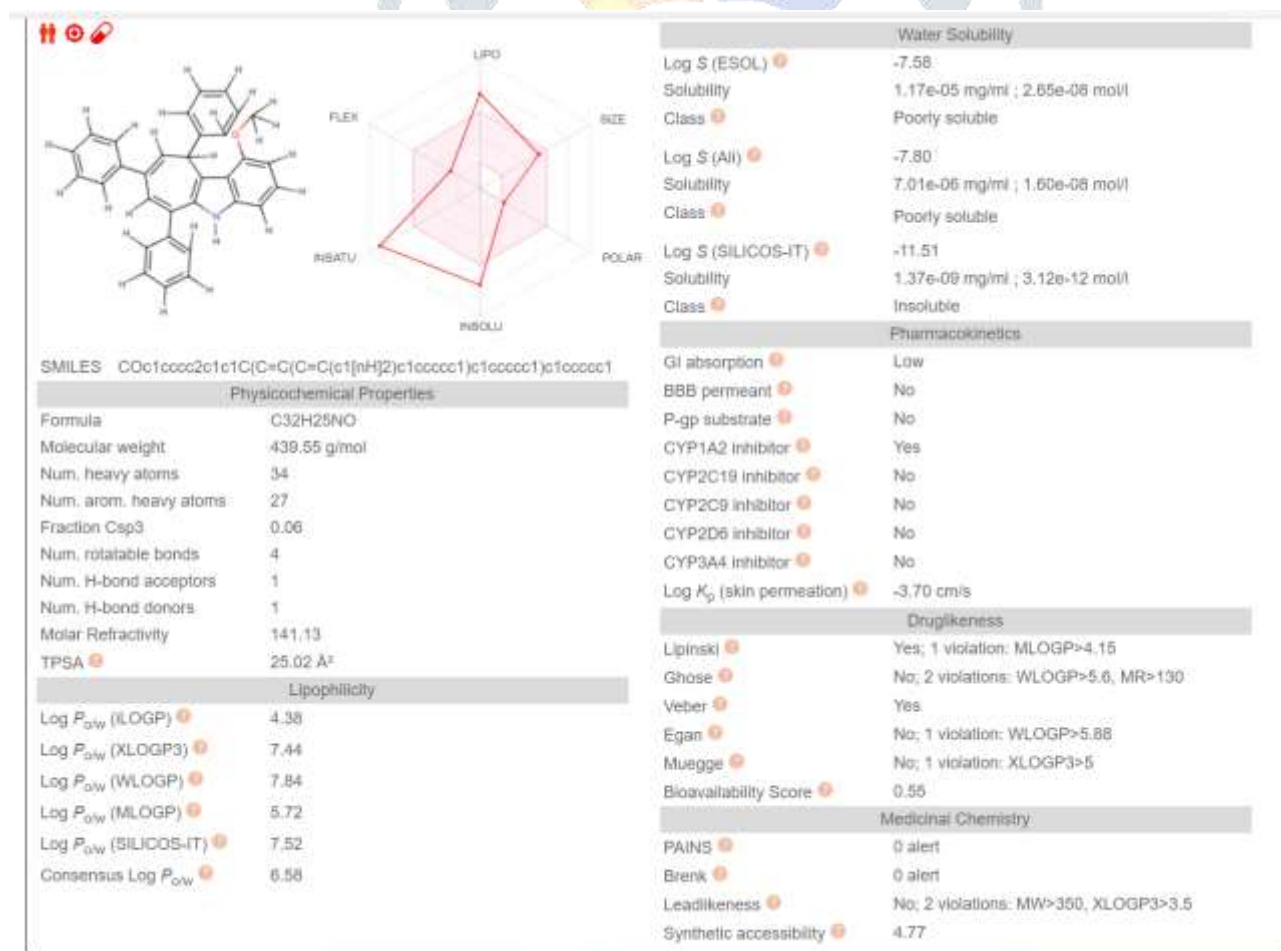 LIPO
FLEX
SIZE
INSATU
POLAR
INSOLU
SMILES COc1cccc2c1c1C(C=C(C=C(c1[nH]2)c1ccccc1)c1ccccc1)c1ccccc1
Physicochemical Properties
Formula C32H25NO
Molecular weight 439.55 g/mol
Num. heavy atoms 34
Num. arom. heavy atoms 27
Fraction Csp3 0.06
Num. rotatable bonds 4
Num. H-bond acceptors 1
Num. H-bond donors 1
Molar Refractivity 141.13
TPSA 25.02 Å²
Lipophilicity
Log Po/w (iLOGP) 4.38
Log Po/w (XLOGP3) 7.44
Log Po/w (WLOGP) 7.84
Log Po/w (MLOGP) 5.72
Log Po/w (SILICOS-IT) 7.52
Consensus Log Po/w 6.58
Water Solubility
Log S (ESOL) -7.58
Solubility 1.17e-05 mg/ml ; 2.65e-08 mol/l
Class Poorly soluble
Log S (Ali) -7.80
Solubility 7.01e-06 mg/ml ; 1.60e-08 mol/l
Class Poorly soluble
Log S (SILICOS-IT) -11.51
Solubility 1.37e-09 mg/ml ; 3.12e-12 mol/l
Class Insoluble
Pharmacokinetics
GI absorption Low
BBB permeant No
P-gp substrate No
CYP1A2 inhibitor Yes
CYP2C19 inhibitor No
CYP2C9 inhibitor No
CYP2D6 inhibitor No
CYP3A4 inhibitor No
Log Kp (skin permeation) -3.70 cm/s
Druglikeness
Lipinski Yes; 1 violation: MLOGP>4.15
Ghose No; 2 violations: WLOGP>5.6, MR>130
Veber Yes
Egan No; 1 violation: WLOGP>5.88
Muegge No; 1 violation: XLOGP3>5
Bioavailability Score 0.55
Medicinal Chemistry
PAINS 0 alert
Brenk 0 alert
Leadlikeness No; 2 violations: MW>350, XLOGP3>3.5
Synthetic accessibility 4.77